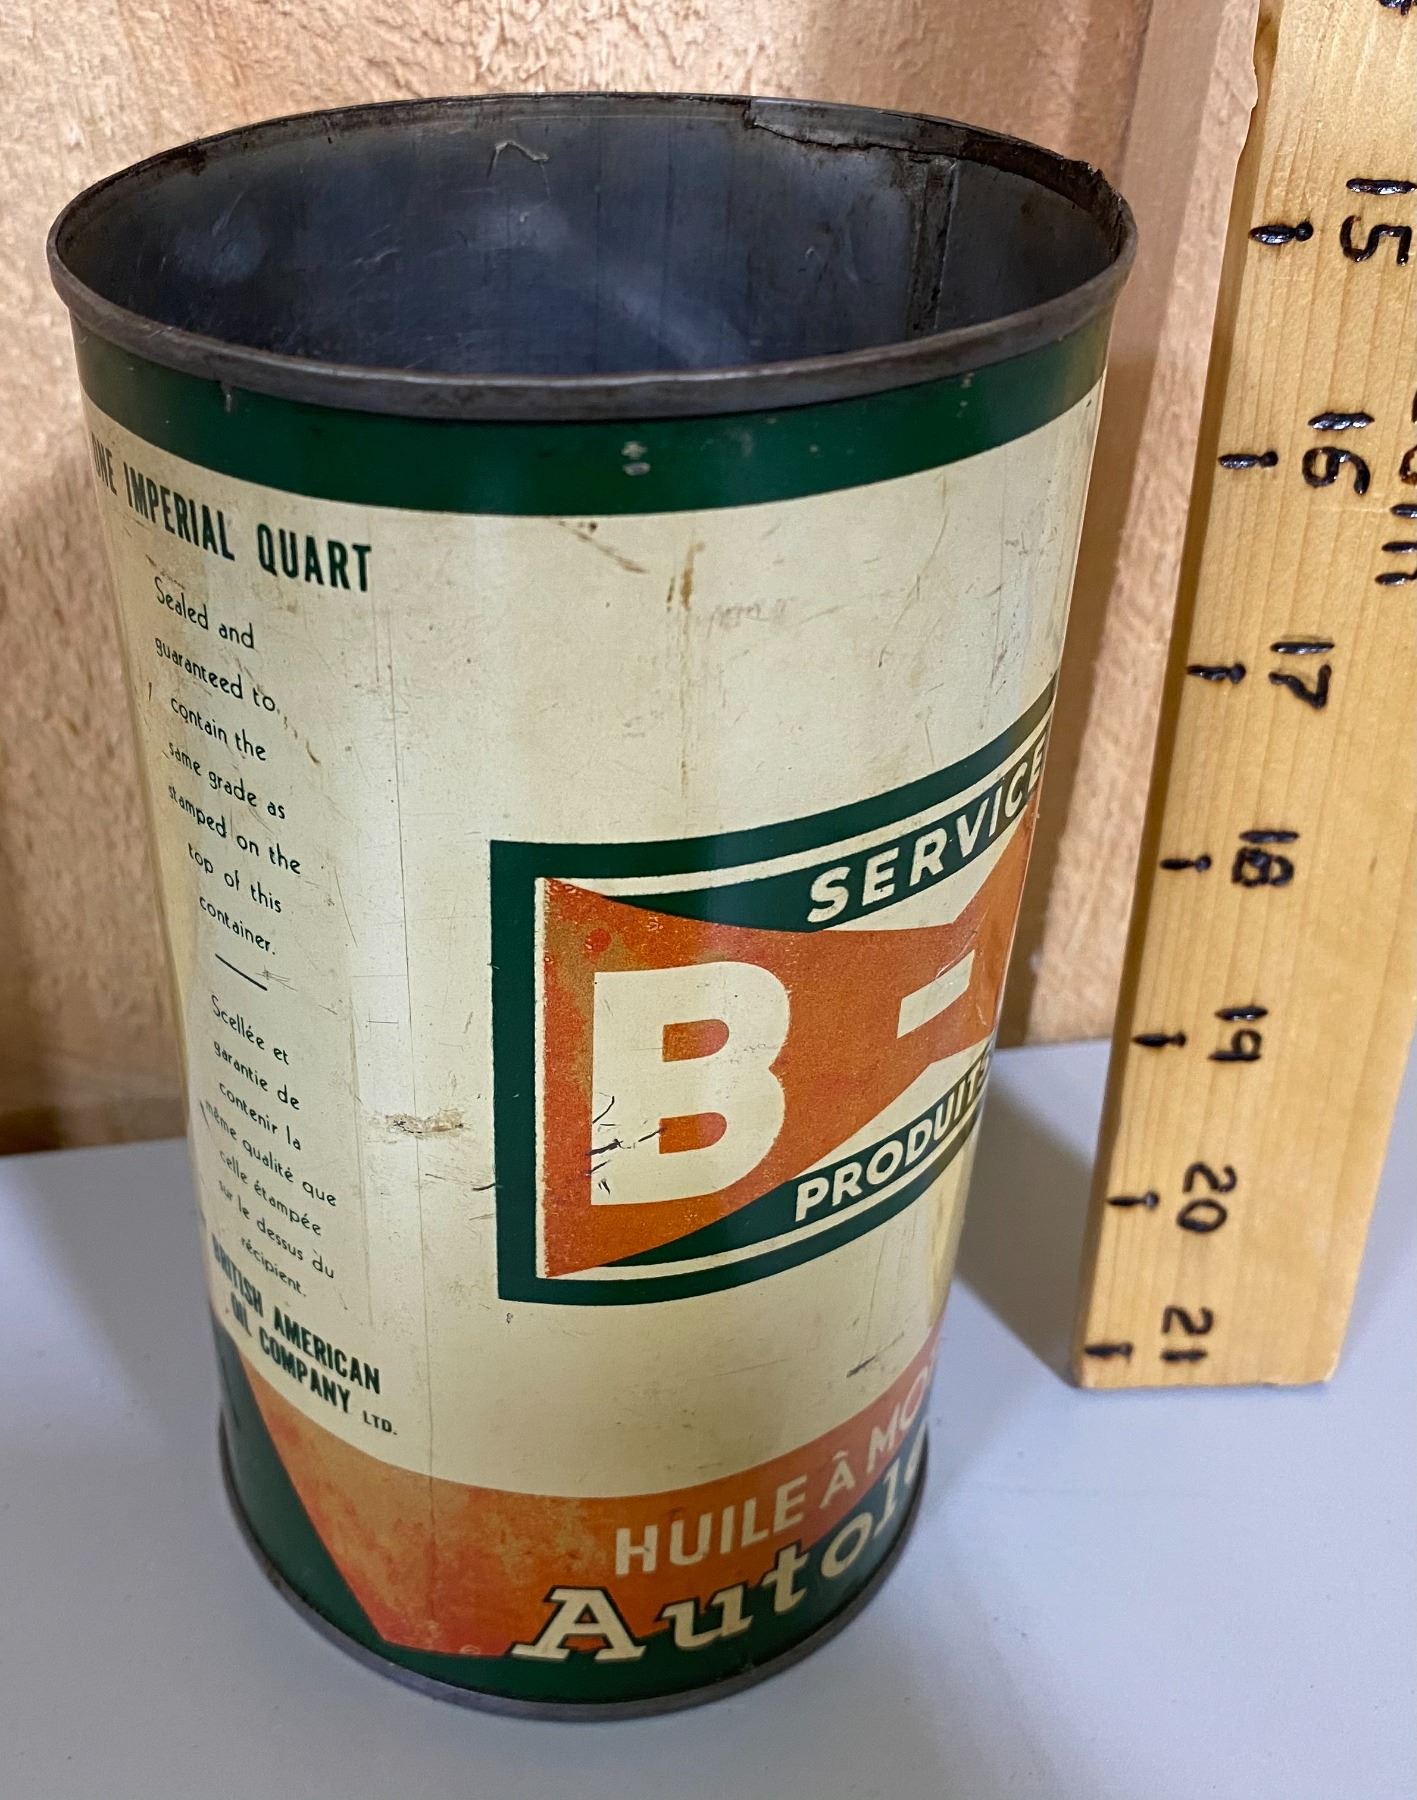 ONE IMPERIAL QUART
Sealed and
guaranteed to
contain the
same grade as
stamped on the
top of this
container.
Scellée et
garantie de
contenir la
même qualité que
celle étampée
sur le dessus du
récipient.
BRITISH AMERICAN
OIL COMPANY LTD.
SERVICE
B-
PRODUITS
HUILE À MO
Autol
15
16
17
18
19
20
21